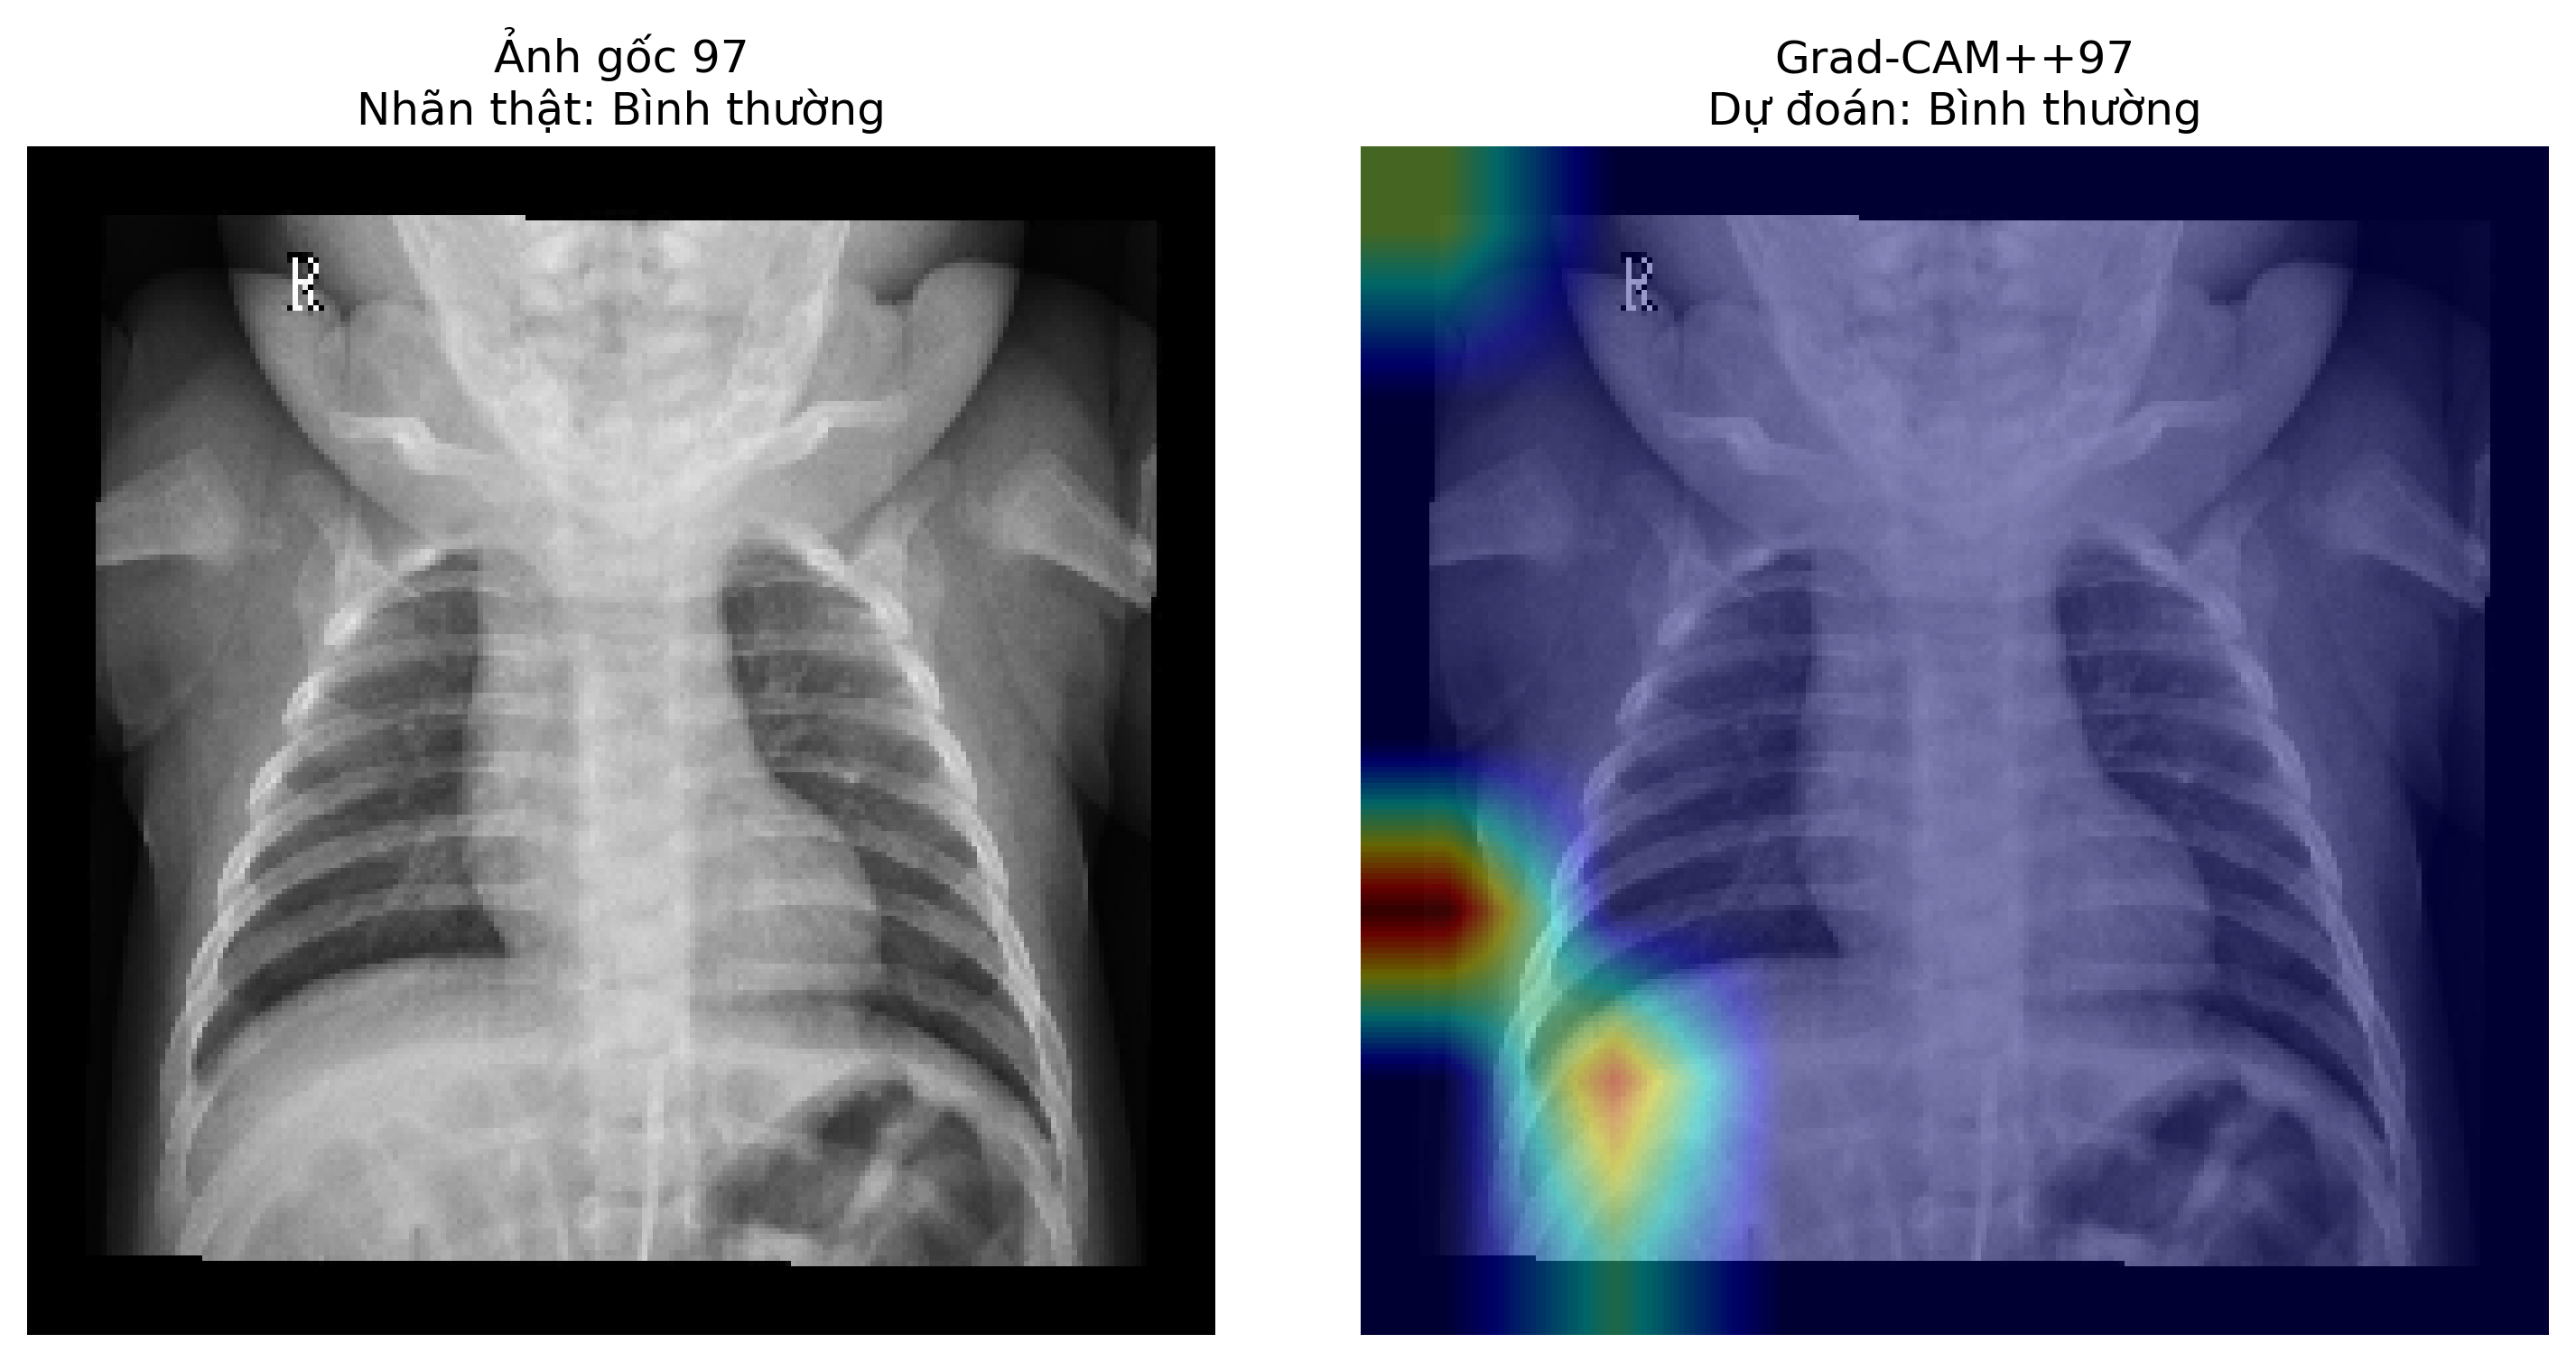 Ảnh gốc 97
Nhãn thật: Bình thường
Grad-CAM++97
Dự đoán: Bình thường
R